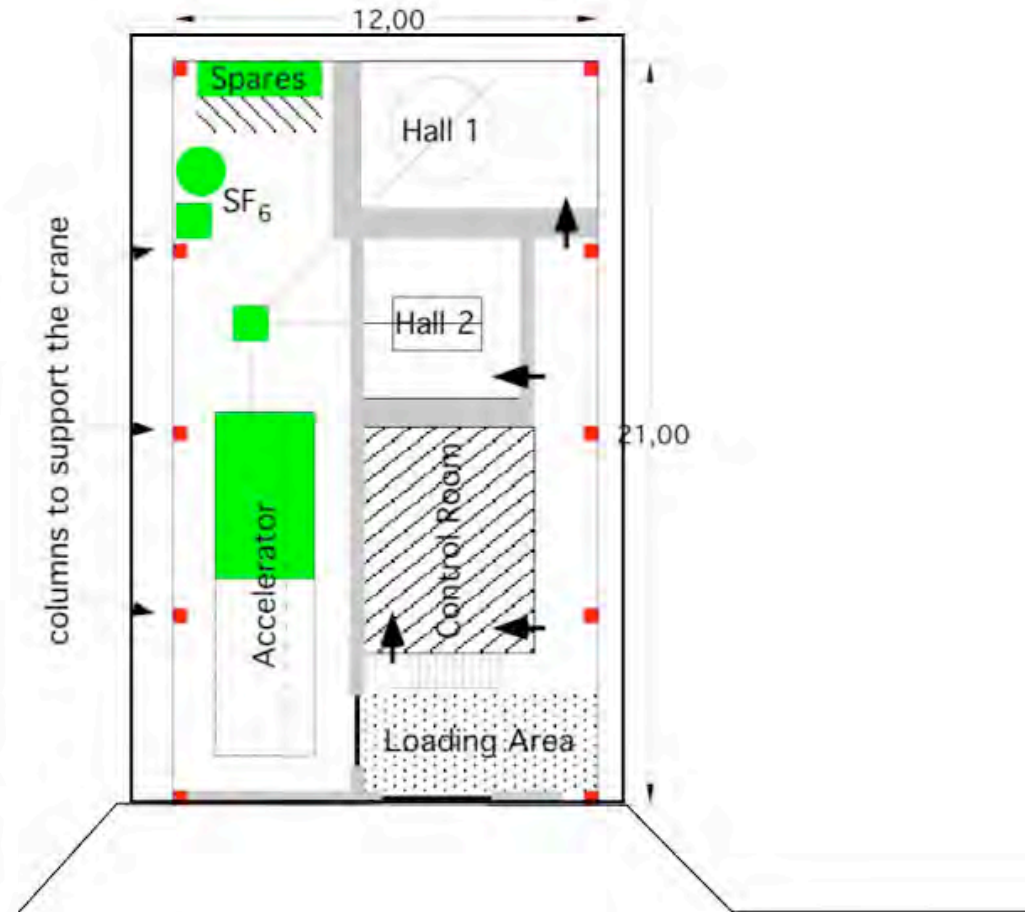 12,00
Spares
Hall 1
SF6
columns to support the crane
Hall 2
21,00
Control Room
Accelerator
Loading Area